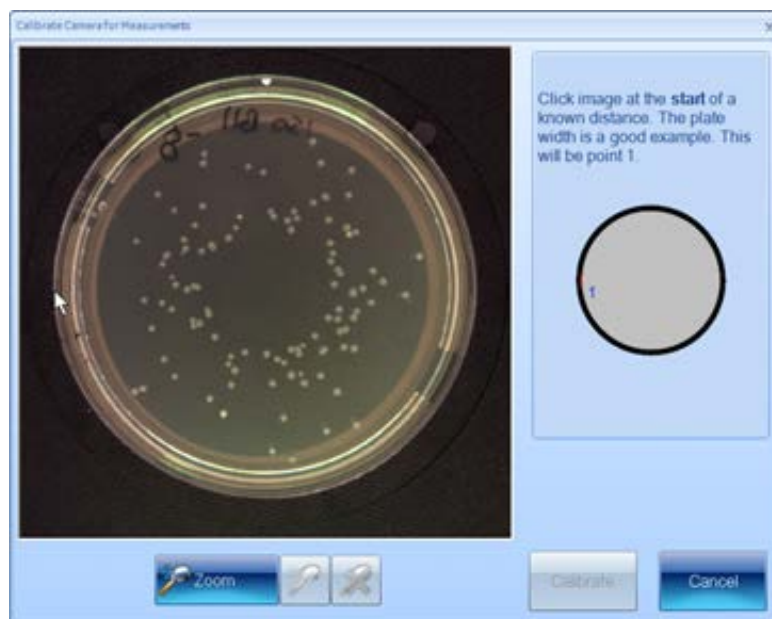 Calibrate Camera for Measurements
x
Click image at the start of a
known distance. The plate
width is a good example. This
will be point 1.
1
Zoom
Calibrate
Cancel